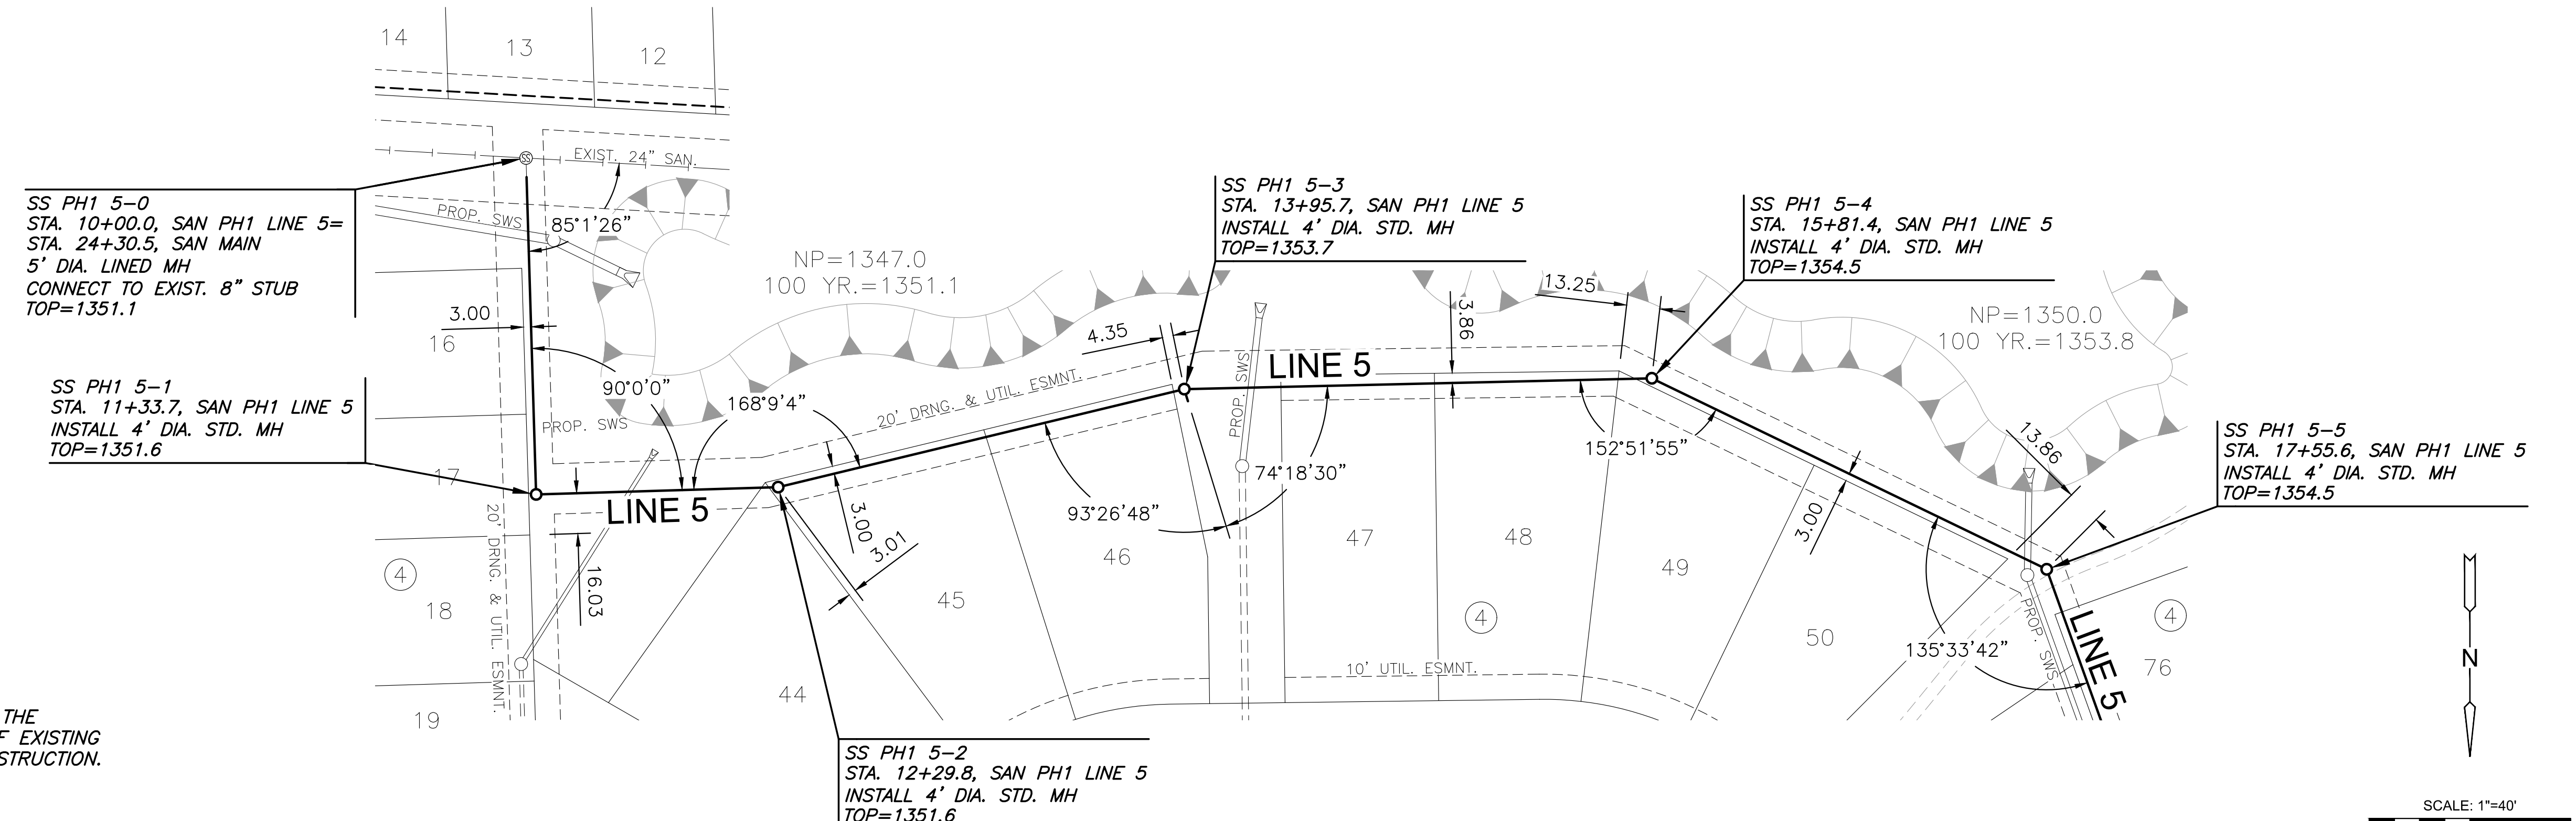 14
13
12
EXIST. 24" SAN.
PROP. SWS
85°1'26"
SS PH1 5-0
STA. 10+00.0, SAN PH1 LINE 5=
STA. 24+30.5, SAN MAIN
5' DIA. LINED MH
CONNECT TO EXIST. 8" STUB
TOP=1351.1
3.00
16
NP=1347.0
100 YR.=1351.1
SS PH1 5-3
STA. 13+95.7, SAN PH1 LINE 5
INSTALL 4' DIA. STD. MH
TOP=1353.7
SS PH1 5-4
STA. 15+81.4, SAN PH1 LINE 5
INSTALL 4' DIA. STD. MH
TOP=1354.5
13.25
3.86
4.35
NP=1350.0
100 YR.=1353.8
LINE 5
PROP. SWS
SS PH1 5-1
STA. 11+33.7, SAN PH1 LINE 5
INSTALL 4' DIA. STD. MH
TOP=1351.6
90°0'0"
168°9'4"
20' DRNG. & UTIL. ESMNT.
PROP. SWS
17
LINE 5
20' DRNG. & UTIL. ESMNT.
16.03
3.00
3.01
93°26'48"
74°18'30"
152°51'55"
13.86
3.00
SS PH1 5-5
STA. 17+55.6, SAN PH1 LINE 5
INSTALL 4' DIA. STD. MH
TOP=1354.5
4
18
19
44
45
46
47
48
49
50
4
10' UTIL. ESMNT.
135°33'42"
PROP. SWS
LINE 5
4
76
N
THE
F EXISTING
STRUCTION.
SS PH1 5-2
STA. 12+29.8, SAN PH1 LINE 5
INSTALL 4' DIA. STD. MH
TOP=1351.6
SCALE: 1"=40'
SS